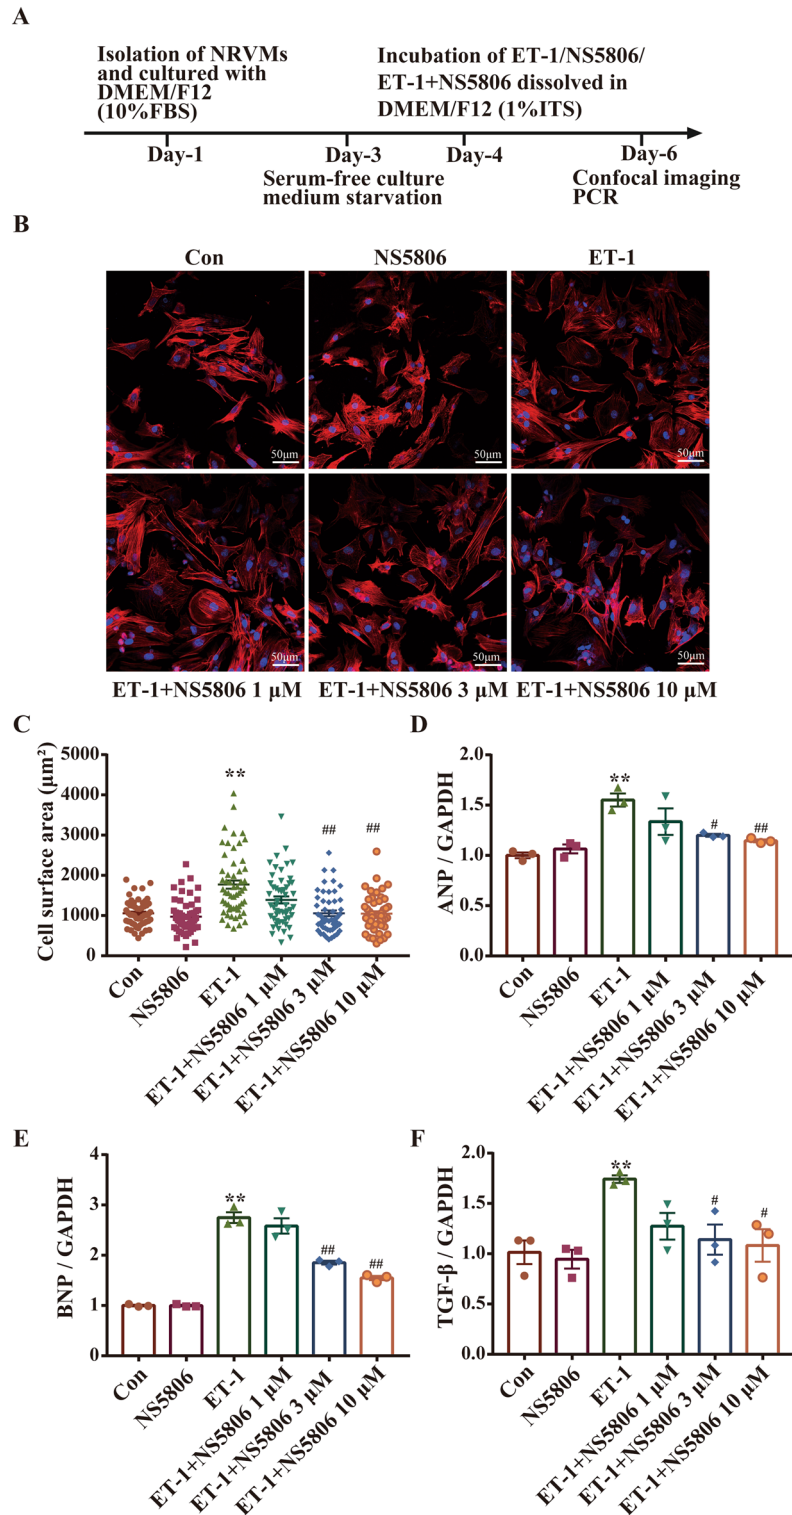 A
Isolation of NRVMs
and cultured with
DMEM/F12
(10%FBS)
Incubation of ET-1/NS5806/
ET-1+NS5806 dissolved in
DMEM/F12 (1%ITS)
Day-1
Day-3
Day-4
Day-6
Serum-free culture
medium starvation
Confocal imaging
PCR
B
Con
NS5806
ET-1
50μm
50μm
50μm
50μm
50μm
50μm
ET-1+NS5806 1 μM
ET-1+NS5806 3 μM
ET-1+NS5806 10 μM
C
Cell surface area (μm²)
5000
4000
3000
2000
1000
0
**
##
##
Con
NS5806
ET-1
ET-1+NS5806 1 μM
ET-1+NS5806 3 μM
ET-1+NS5806 10 μM
D
ANP / GAPDH
2.0
1.5
1.0
0.5
0.0
**
#
##
Con
NS5806
ET-1
ET-1+NS5806 1 μM
ET-1+NS5806 3 μM
ET-1+NS5806 10 μM
E
BNP / GAPDH
4
3
2
1
0
**
##
##
Con
NS5806
ET-1
ET-1+NS5806 1 μM
ET-1+NS5806 3 μM
ET-1+NS5806 10 μM
F
TGF-β / GAPDH
2.0
1.5
1.0
0.5
0.0
**
#
#
Con
NS5806
ET-1
ET-1+NS5806 1 μM
ET-1+NS5806 3 μM
ET-1+NS5806 10 μM